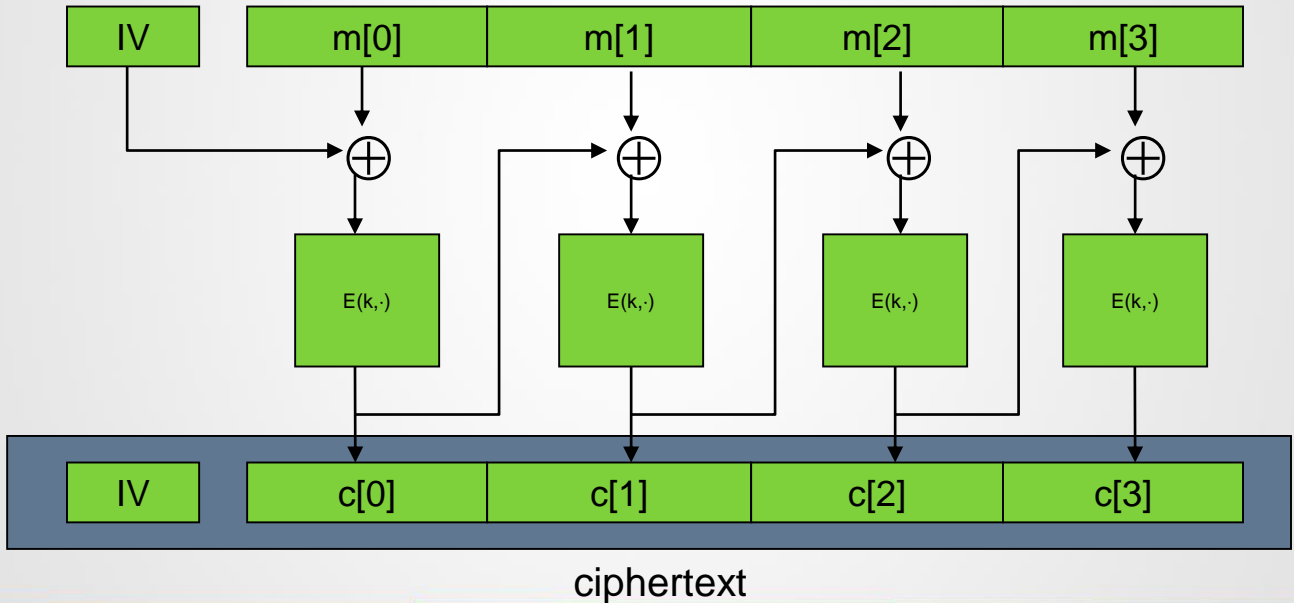 IV m[0] m[1] m[2] m[3]
E(k,·) E(k,·) E(k,·) E(k,·)
IV c[0] c[1] c[2] c[3]
ciphertext